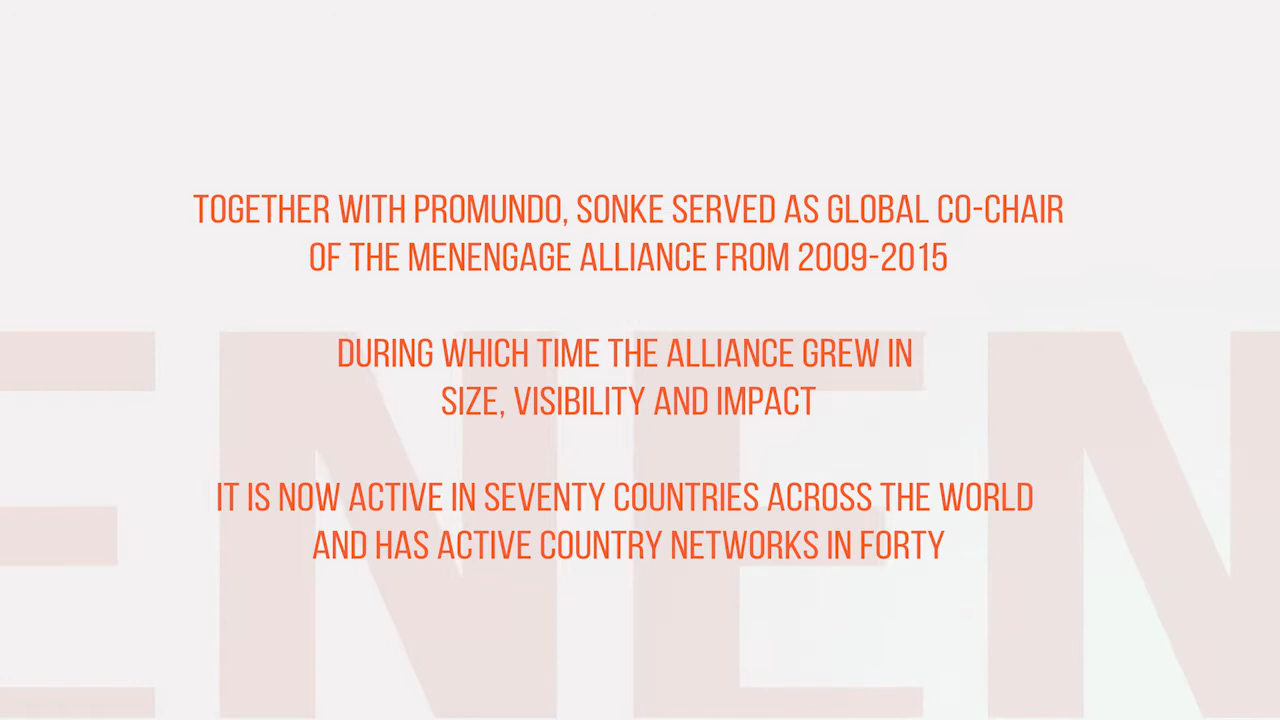 TOGETHER WITH PROMUNDO, SONKE SERVED AS GLOBAL CO-CHAIR
OF THE MENENGAGE ALLIANCE FROM 2009-2015
DURING WHICH TIME THE ALLIANCE GREW IN
SIZE, VISIBILITY AND IMPACT
IT IS NOW ACTIVE IN SEVENTY COUNTRIES ACROSS THE WORLD
AND HAS ACTIVE COUNTRY NETWORKS IN FORTY
ENEN